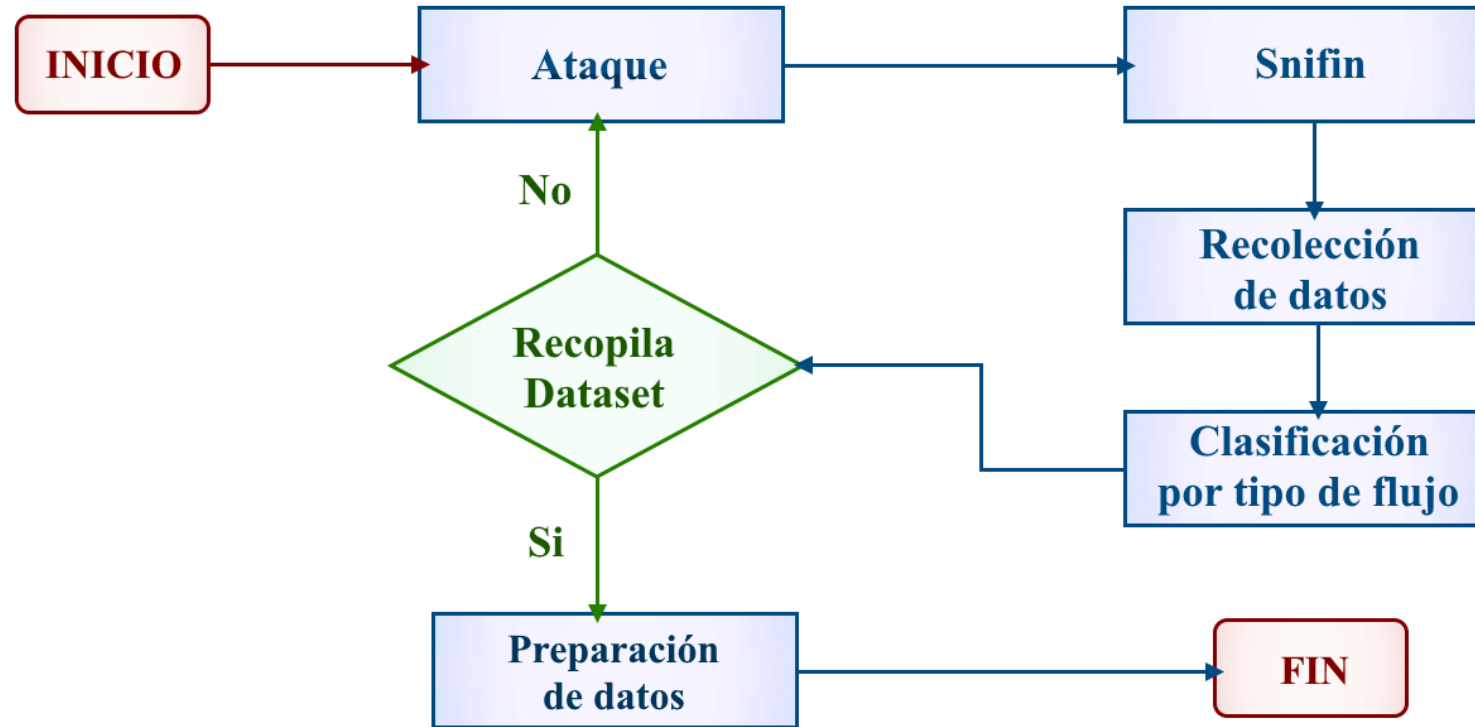 INICIO
Ataque
Snifin
No
Recolección
de datos
Recopila
Dataset
Clasificación
por tipo de flujo
Si
Preparación
de datos
FIN